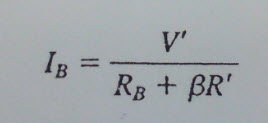 I_B = V' / (R_B + βR')